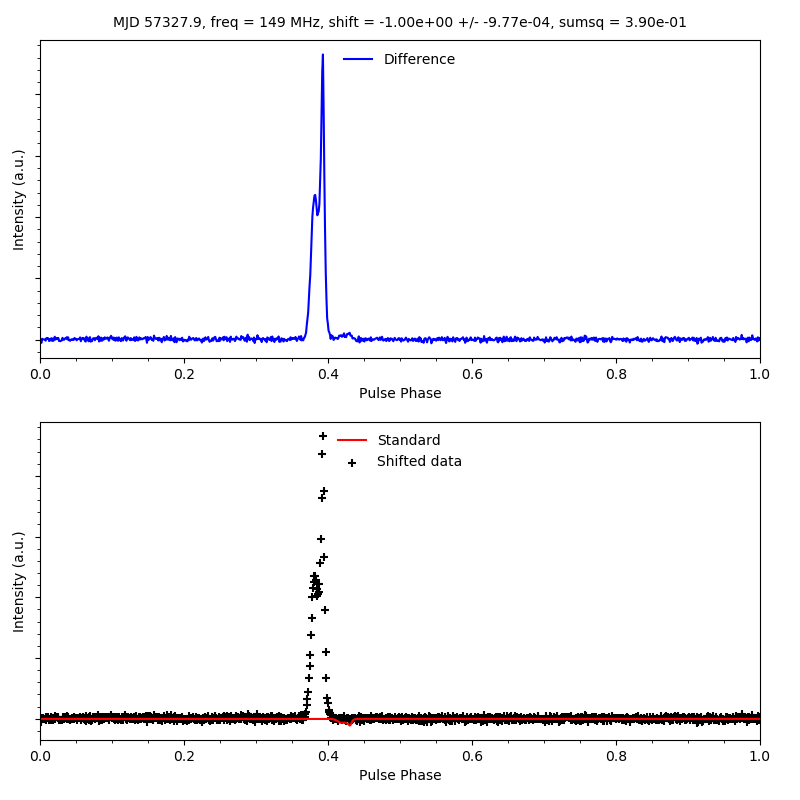 MJD 57327.9, freq = 149 MHz, shift = -1.00e+00 +/- -9.77e-04, sumsq = 3.90e-01
Difference
Intensity (a.u.)
0.0 0.2 0.4 0.6 0.8 1.0
Pulse Phase
Standard
Shifted data
Intensity (a.u.)
0.0 0.2 0.4 0.6 0.8 1.0
Pulse Phase